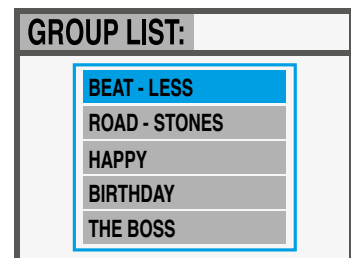 GROUP LIST:
BEAT - LESS
ROAD - STONES
HAPPY
BIRTHDAY
THE BOSS